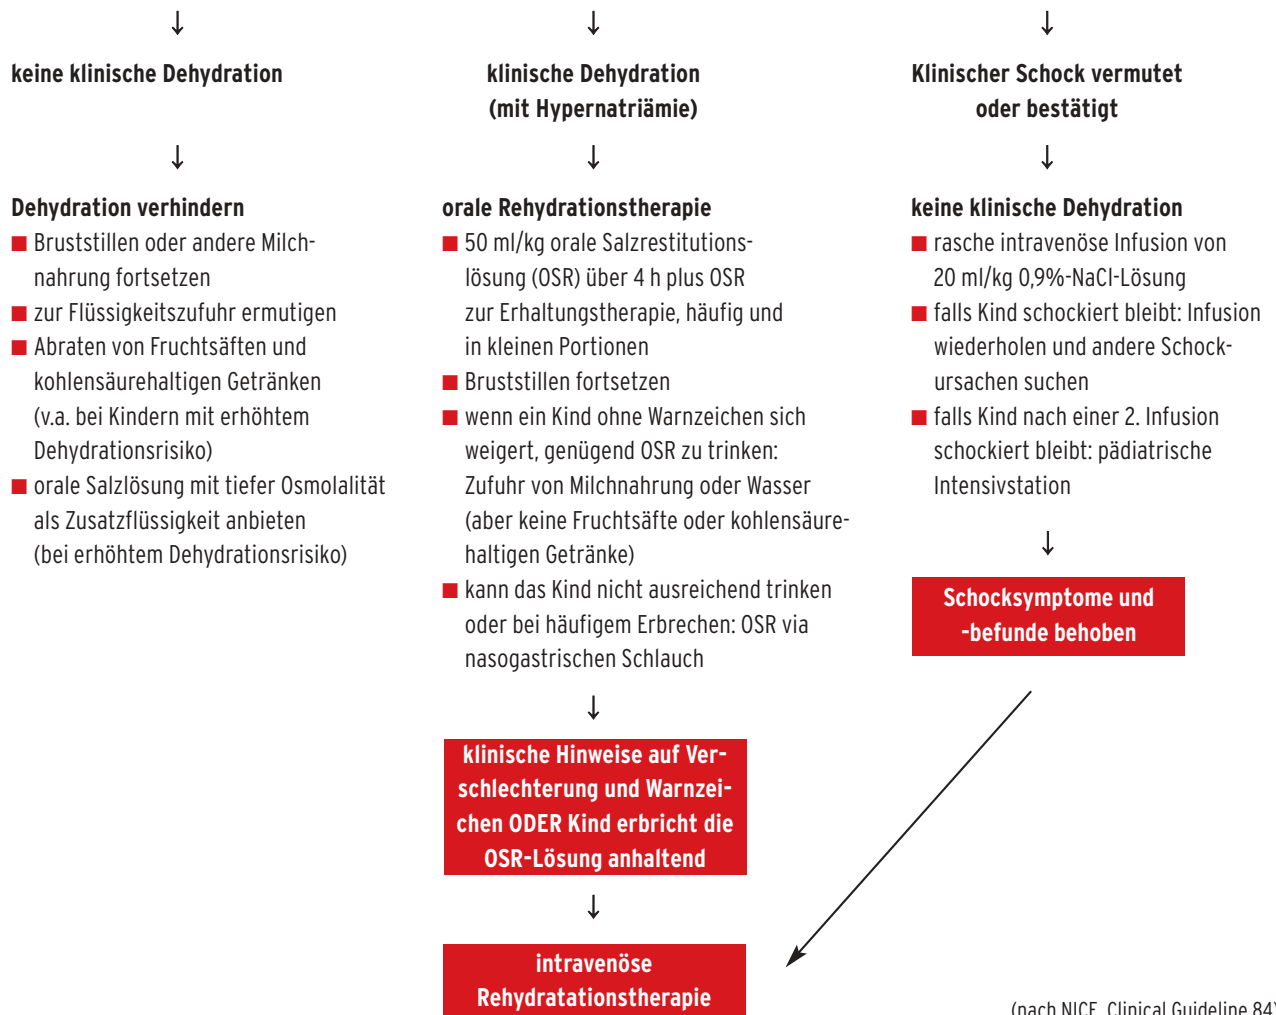 keine klinische Dehydration
Dehydration verhindern
■ Bruststillen oder andere Milch-
nahrung fortsetzen
■ zur Flüssigkeitszufuhr ermutigen
■ Abraten von Fruchtsäften und
kohlensäurehaltigen Getränken
(v.a. bei Kindern mit erhöhtem
Dehydrationsrisiko)
■ orale Salzlösung mit tiefer Osmolalität
als Zusatzflüssigkeit anbieten
(bei erhöhtem Dehydrationsrisiko)
klinische Dehydration
(mit Hypernatriämie)
orale Rehydrationstherapie
■ 50 ml/kg orale Salzrestitutions-
lösung (OSR) über 4 h plus OSR
zur Erhaltungstherapie, häufig und
in kleinen Portionen
■ Bruststillen fortsetzen
■ wenn ein Kind ohne Warnzeichen sich
weigert, genügend OSR zu trinken:
Zufuhr von Milchnahrung oder Wasser
(aber keine Fruchtsäfte oder kohlensäure-
haltigen Getränke)
■ kann das Kind nicht ausreichend trinken
oder bei häufigem Erbrechen: OSR via
nasogastrischen Schlauch
klinische Hinweise auf Ver-
schlechterung und Warnzei-
chen ODER Kind erbricht die
OSR-Lösung anhaltend
intravenöse
Rehydratationstherapie
Klinischer Schock vermutet
oder bestätigt
keine klinische Dehydration
■ rasche intravenöse Infusion von
20 ml/kg 0,9%-NaCl-Lösung
■ falls Kind schockiert bleibt: Infusion
wiederholen und andere Schock-
ursachen suchen
■ falls Kind nach einer 2. Infusion
schockiert bleibt: pädiatrische
Intensivstation
Schocksymptome und
-befunde behoben
(nach NICE, Clinical Guideline 84)